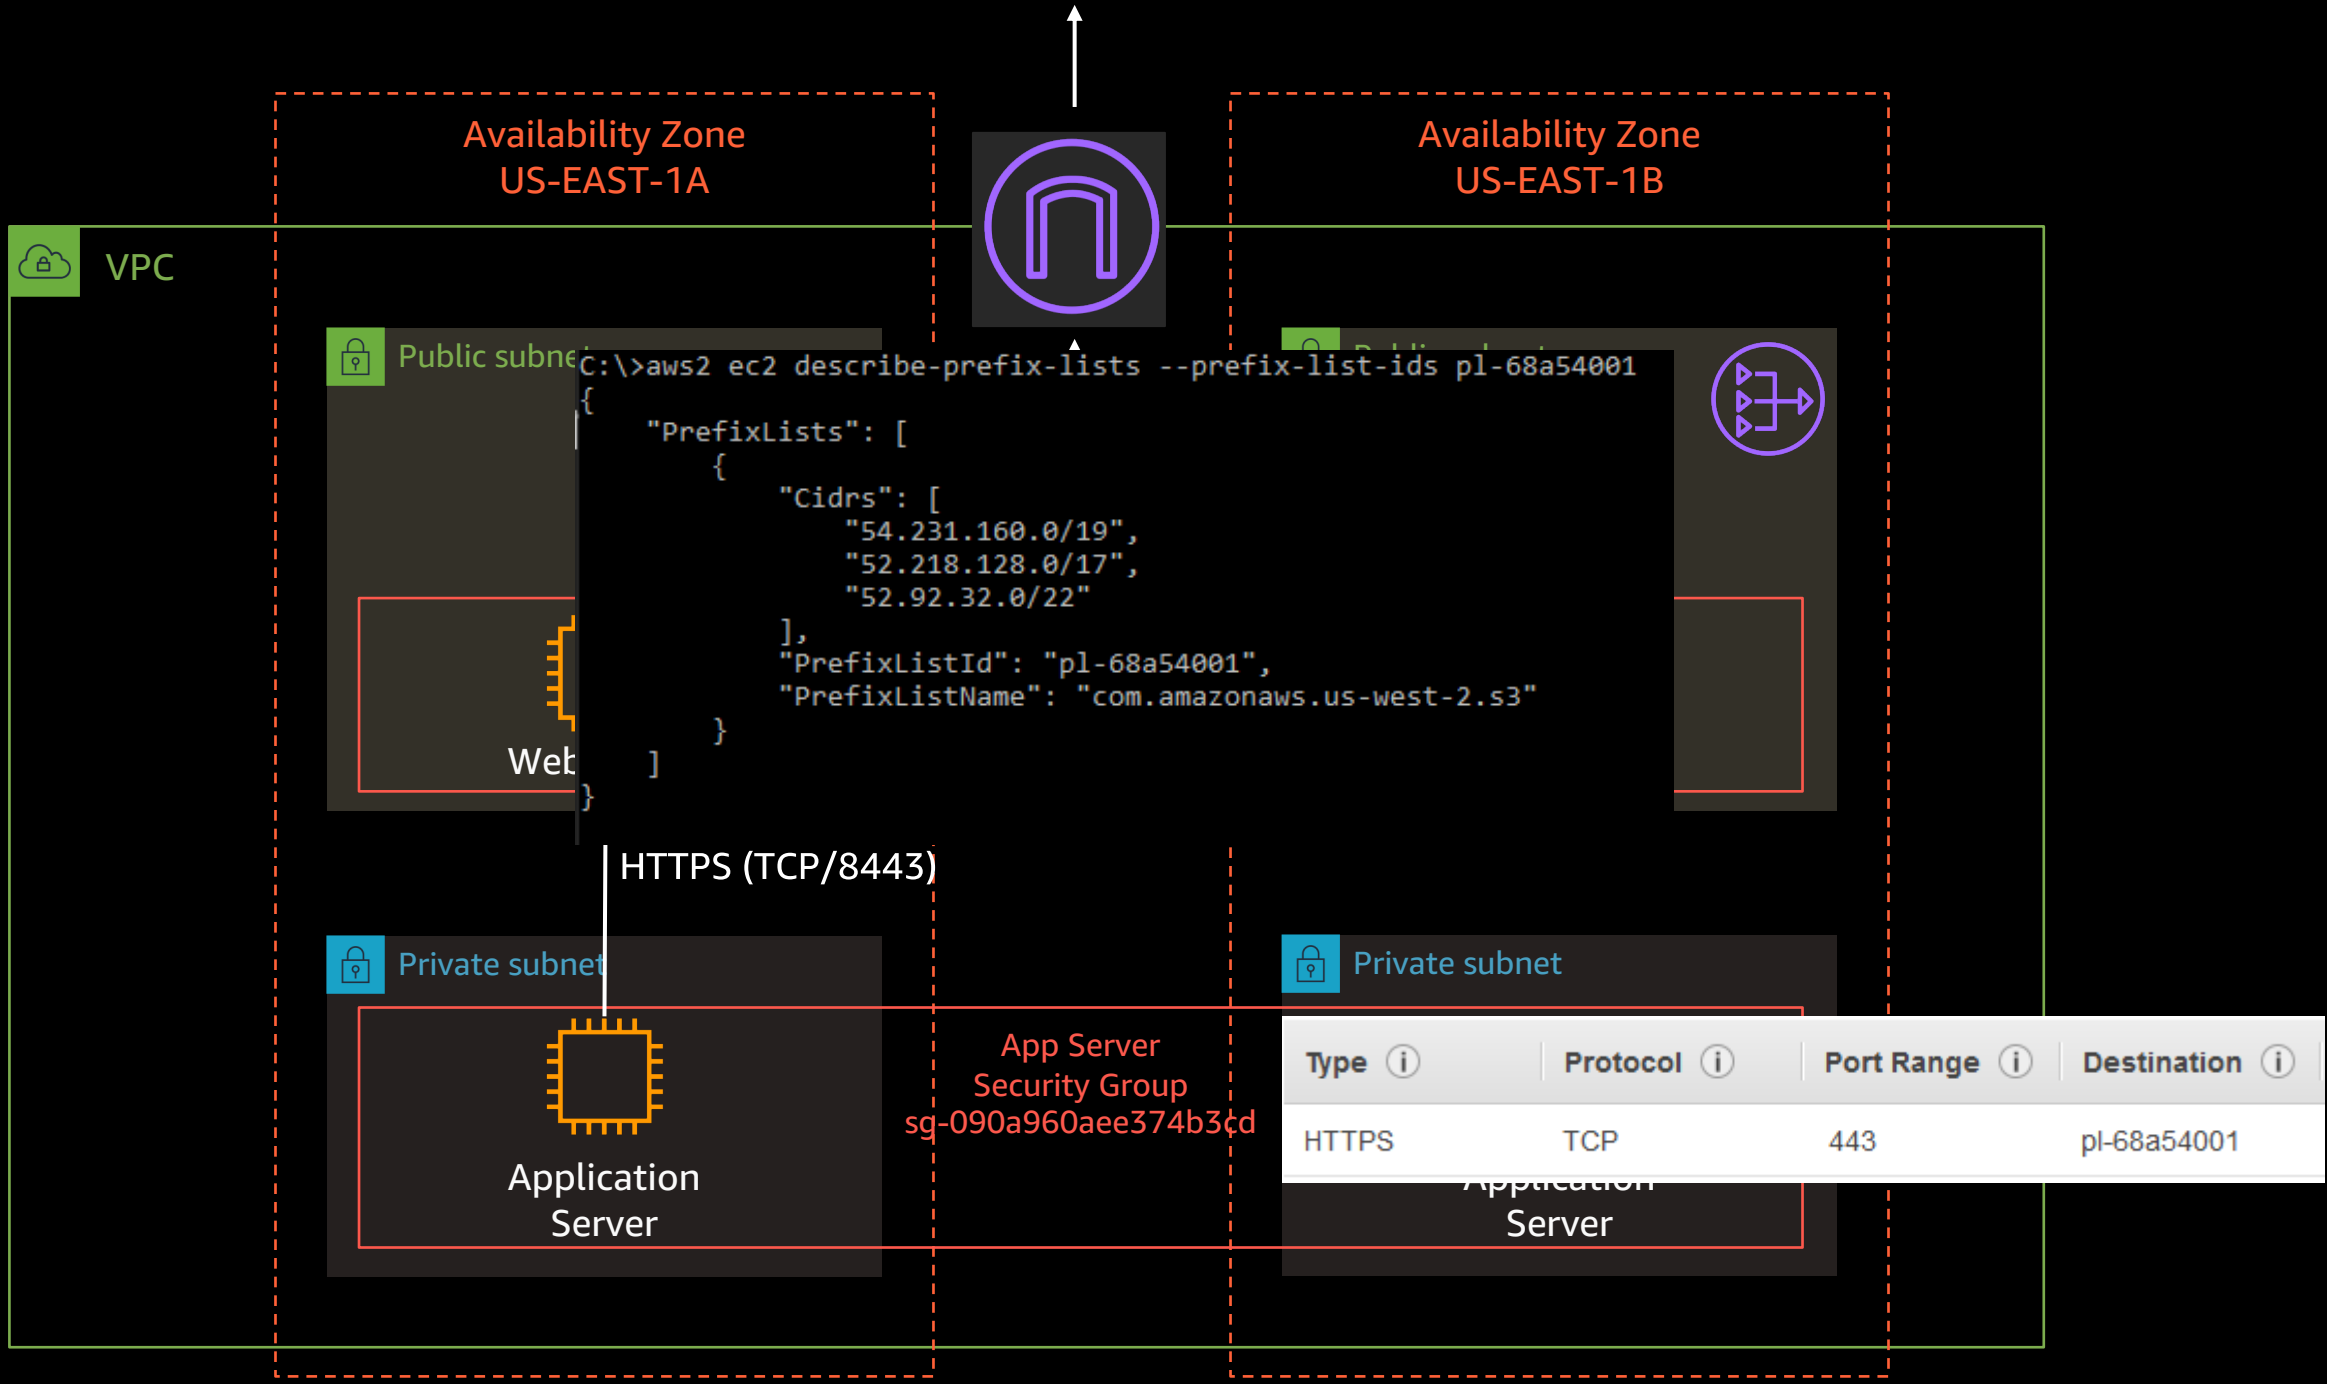 Availability Zone
US-EAST-1A
Availability Zone
US-EAST-1B
VPC
Public subne
C:\>aws2 ec2 describe-prefix-lists --prefix-list-ids pl-68a54001
{
"PrefixLists": [
{
"Cidrs": [
"54.231.160.0/19",
"52.218.128.0/17",
"52.92.32.0/22"
],
"PrefixListId": "pl-68a54001",
"PrefixListName": "com.amazonaws.us-west-2.s3"
}
]
}
Web
HTTPS (TCP/8443)
Private subnet
Private subnet
App Server
Security Group
sg-090a960aee374b3cd
Application
Server
Type Protocol Port Range Destination
HTTPS TCP 443 pl-68a54001
Application
Server